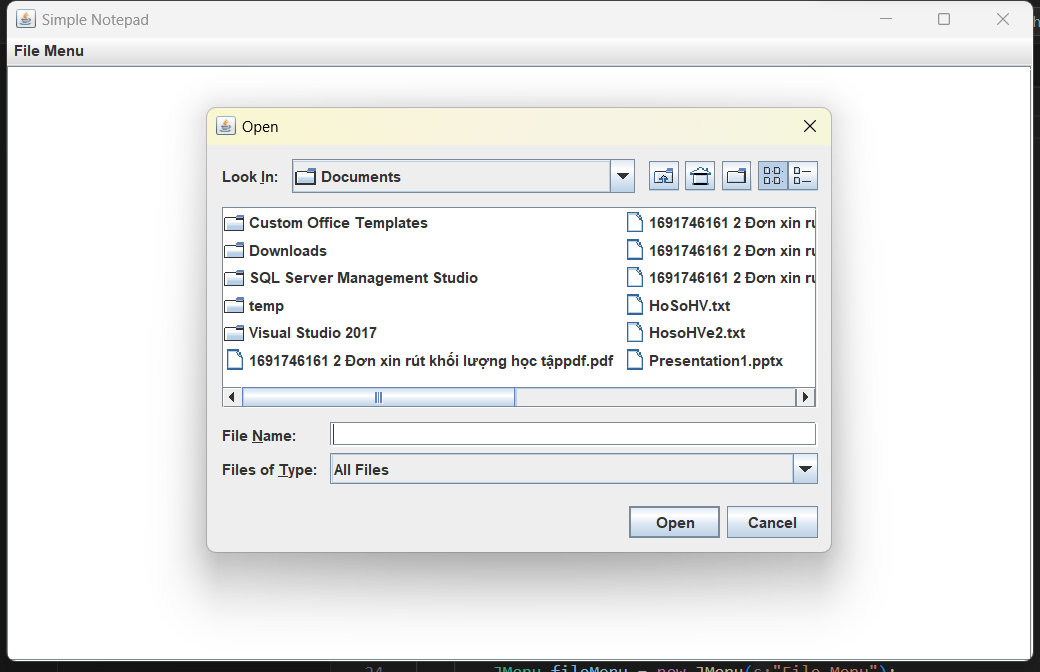 Simple Notepad
File Menu
Open
Look In:
Documents
Custom Office Templates
Downloads
SQL Server Management Studio
temp
Visual Studio 2017
1691746161 2 Đơn xin rút khối lượng học tậppdf.pdf
1691746161 2 Đơn xin
1691746161 2 Đơn xin
1691746161 2 Đơn xin
HoSoHV.txt
HosoHVe2.txt
Presentation1.pptx
File Name:
Files of Type:
All Files
Open
Cancel
24 JMenu fileMenu = new JMenu(s:"File Menu");